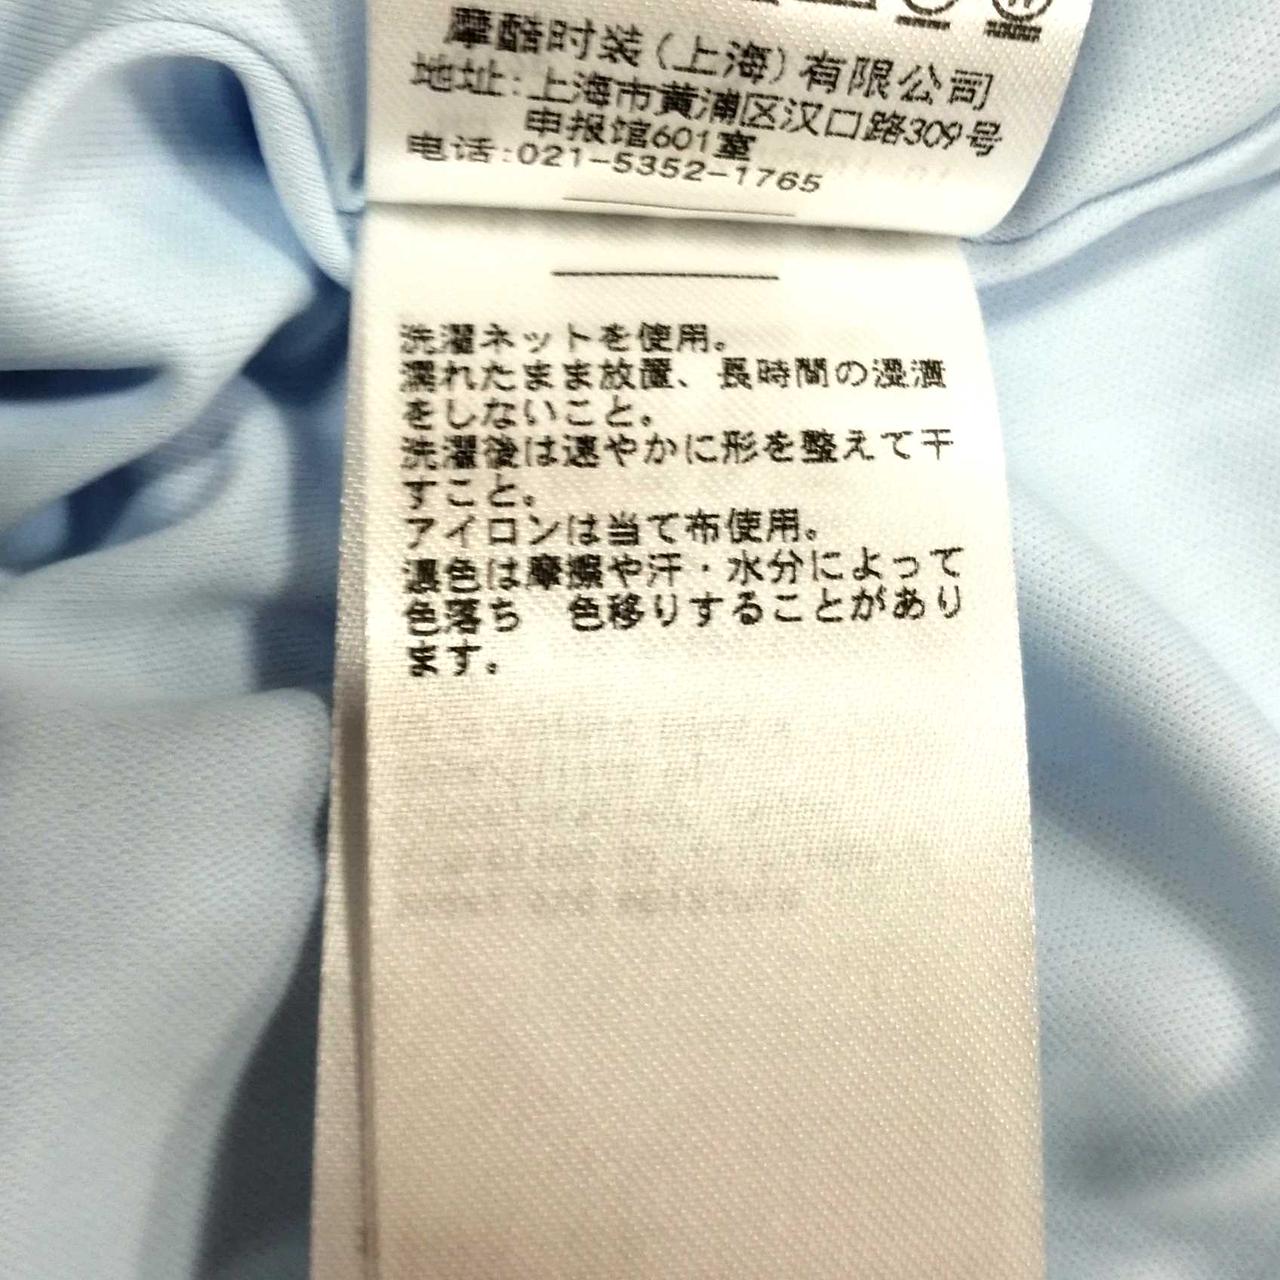 摩酷时装(上海)有限公司
地址:上海市黄浦区汉口路309号
申报馆601室
电话:021-5352-1765
洗濯ネットを使用。
濡れたまま放置、長時間の浸漬
をしないこと。
洗濯後は速やかに形を整えて干
すこと。
アイロンは当て布使用。
濃色は摩擦や汗・水分によって
色落ち 色移りすることがあり
ます。